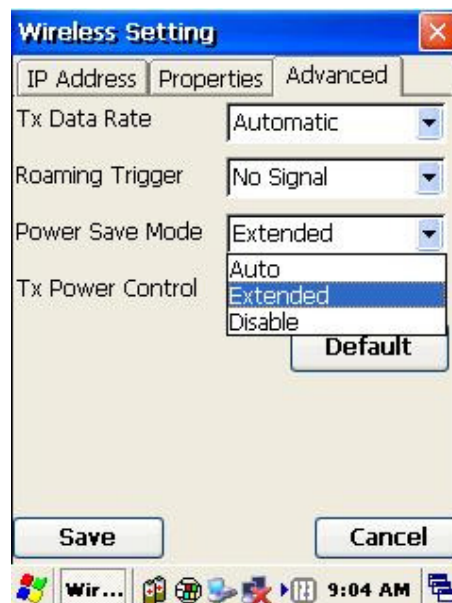 Wireless Setting
IP Address Properties Advanced
Tx Data Rate Automatic
Roaming Trigger No Signal
Power Save Mode Extended
Auto
Tx Power Control Extended
Disable
Default
Save Cancel
Wir... 9:04 AM